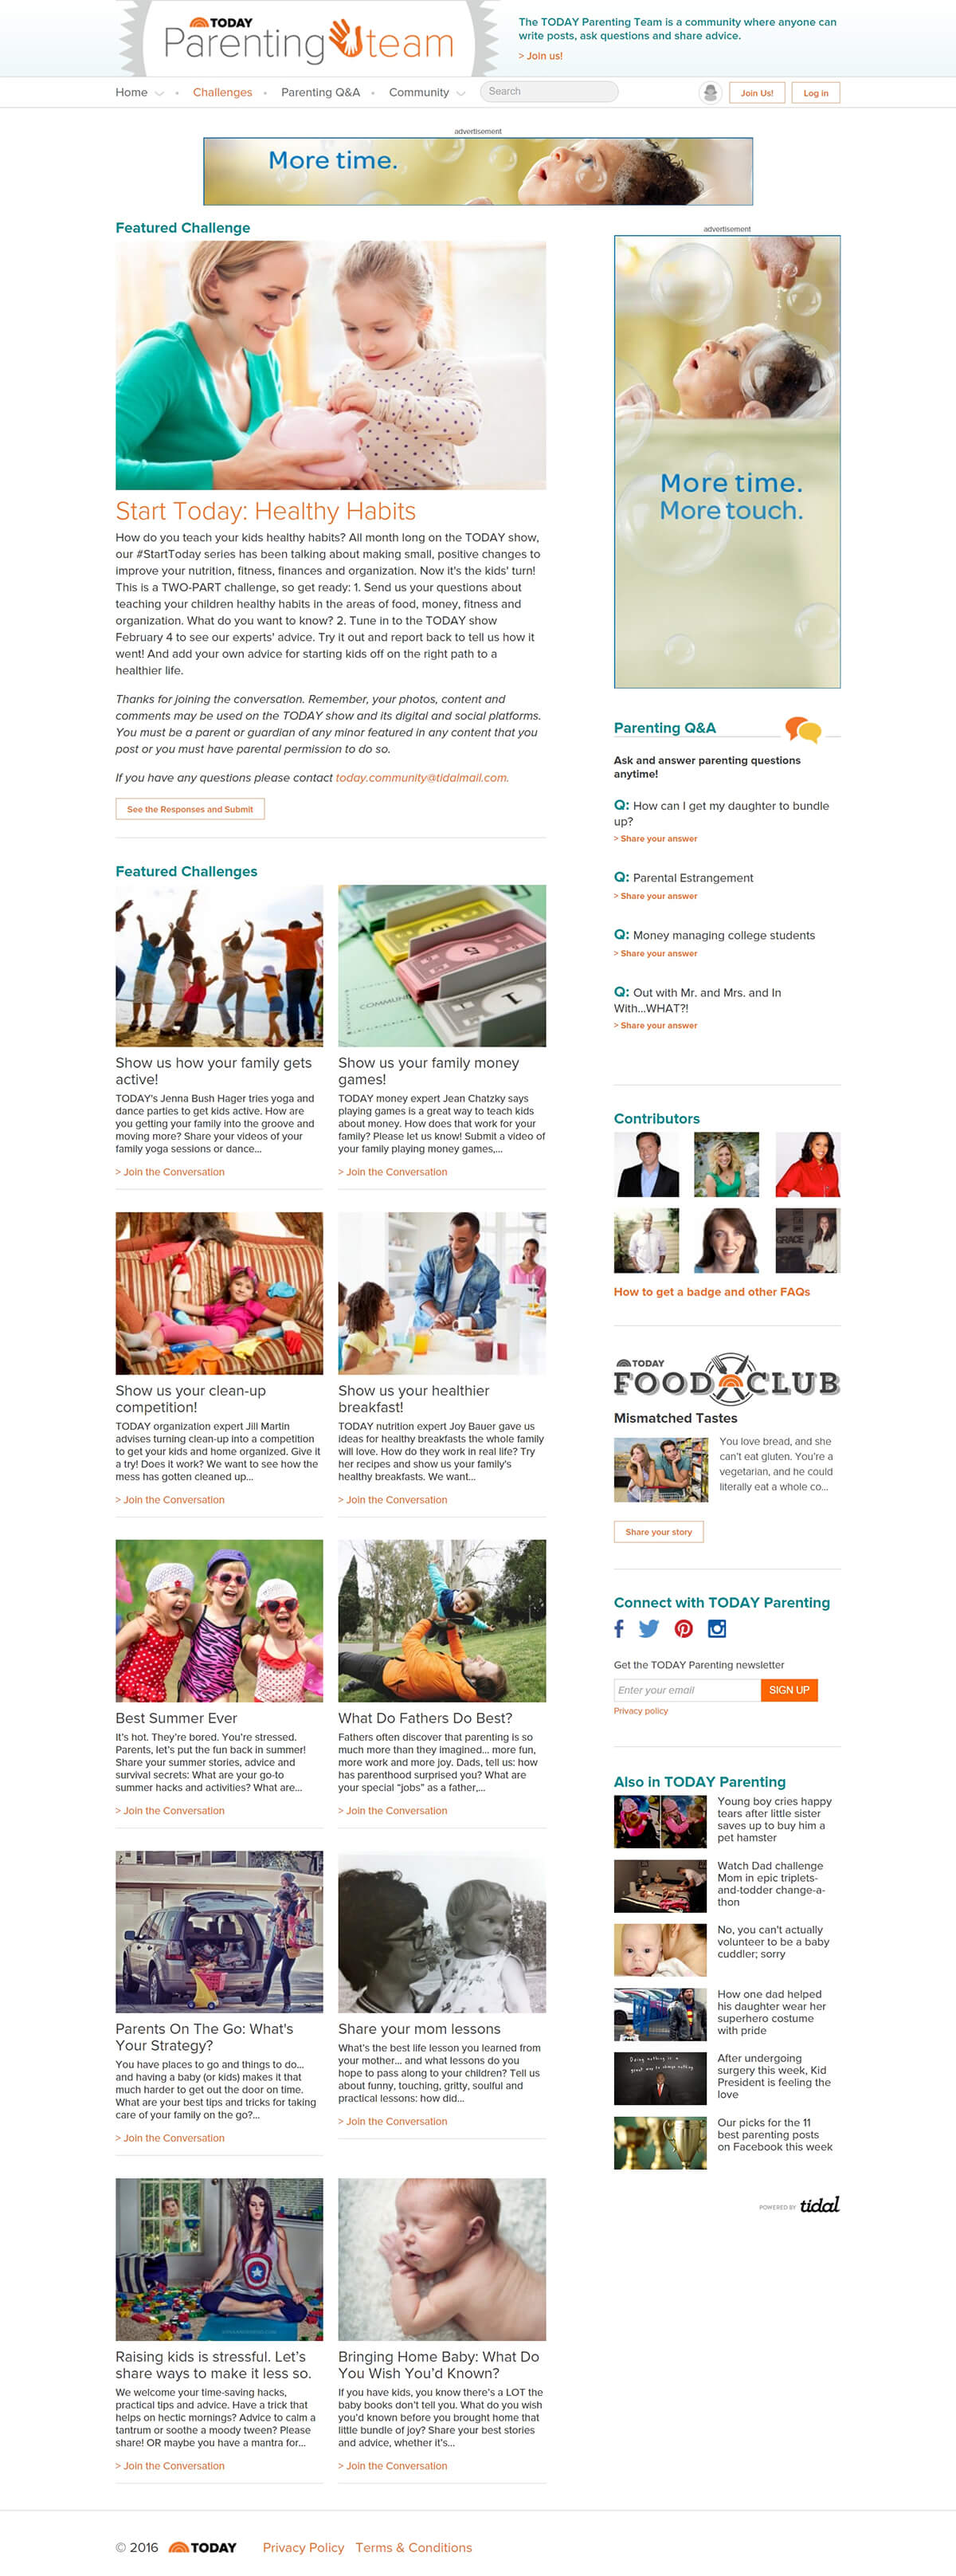 TODAY
Parenting team
The TODAY Parenting Team is a community where anyone can
write posts, ask questions and share advice.
> Join us!
Home
Challenges
Parenting Q&A
Community
Search
Join Us!
Log in
advertisement
More time.
Featured Challenge
Start Today: Healthy Habits
How do you teach your kids healthy habits? All month long on the TODAY show,
our #StartToday series has been talking about making small, positive changes to
improve your nutrition, fitness, finances and organization. Now it's the kids' turn!
This is a TWO-PART challenge, so get ready: 1. Send us your questions about
teaching your children healthy habits in the areas of food, money, fitness and
organization. What do you want to know? 2. Tune in to the TODAY show
February 4 to see our experts' advice. Try it out and report back to tell us how it
went! And add your own advice for starting kids off on the right path to a
healthier life.
Thanks for joining the conversation. Remember, your photos, content and
comments may be used on the TODAY show and its digital and social platforms.
You must be a parent or guardian of any minor featured in any content that you
post or you must have parental permission to do so.
If you have any questions please contact today.community@tidalmail.com.
See the Responses and Submit
Featured Challenges
COMMUN
Show us how your family gets
active!
TODAY's Jenna Bush Hager tries yoga and
dance parties to get kids active. How are
you getting your family into the groove and
moving more? Share your videos of your
family yoga sessions or dance...
> Join the Conversation
Show us your family money
games!
TODAY money expert Jean Chatzky says
playing games is a great way to teach kids
about money. How does that work for your
family? Please let us know! Submit a video of
your family playing money games,...
> Join the Conversation
Show us your clean-up
competition!
TODAY organization expert Jill Martin
advises turning clean-up into a competition
to get your kids and home organized. Give it
a try! Does it work? We want to see how the
mess has gotten cleaned up...
> Join the Conversation
Show us your healthier
breakfast!
TODAY nutrition expert Joy Bauer gave us
ideas for healthy breakfasts the whole family
will love. How do they work in real life? Try
her recipes and show us your family's
healthy breakfasts. We want...
> Join the Conversation
Best Summer Ever
It's hot. They're bored. You're stressed.
Parents, let's put the fun back in summer!
Share your summer stories, advice and
survival secrets: What are your go-to
summer hacks and activities? What are...
> Join the Conversation
What Do Fathers Do Best?
Fathers often discover that parenting is so
much more than they imagined... more fun,
more work and more joy. Dads, tell us: how
has parenthood surprised you? What are
your special "jobs" as a father,...
> Join the Conversation
Parents On The Go: What's
Your Strategy?
You have places to go and things to do...
and having a baby (or kids) makes it that
much harder to get out the door on time.
What are your best tips and tricks for taking
care of your family on the go?...
> Join the Conversation
Share your mom lessons
What's the best life lesson you learned from
your mother... and what lessons do you
hope to pass along to your children? Tell us
about funny, touching, gritty, soulful and
practical lessons: how did...
> Join the Conversation
Raising kids is stressful. Let's
share ways to make it less so.
We welcome your time-saving hacks,
practical tips and advice. Have a trick that
helps on hectic mornings? Advice to calm a
tantrum or soothe a moody tween? Please
share! OR maybe you have a mantra for...
> Join the Conversation
Bringing Home Baby: What Do
You Wish You'd Known?
If you have kids, you know there's a LOT the
baby books don't tell you. What do you wish
you'd known before you brought home that
little bundle of joy? Share your best stories
and advice, whether it's...
> Join the Conversation
advertisement
More time.
More touch.
Parenting Q&A
Ask and answer parenting questions
anytime!
Q: How can I get my daughter to bundle
up?
> Share your answer
Q: Parental Estrangement
> Share your answer
Q: Money managing college students
> Share your answer
Q: Out with Mr. and Mrs. and In
With...WHAT?!
> Share your answer
Contributors
GRACE
How to get a badge and other FAQs
TODAY
FOOD CLUB
Mismatched Tastes
You love bread, and she
can't eat gluten. You're a
vegetarian, and he could
literally eat a whole co...
Share your story
Connect with TODAY Parenting
Get the TODAY Parenting newsletter
Enter your email
SIGN UP
Privacy policy
Also in TODAY Parenting
Young boy cries happy
tears after little sister
saves up to buy him a
pet hamster
Watch Dad challenge
Mom in epic triplets-
and-todder change-a-
thon
No, you can't actually
volunteer to be a baby
cuddler; sorry
How one dad helped
his daughter wear her
superhero costume
with pride
Doing nothing is a
great way to change nothing
After undergoing
surgery this week, Kid
President is feeling the
love
Our picks for the 11
best parenting posts
on Facebook this week
POWERED BY tidal
© 2016
TODAY
Privacy Policy
Terms & Conditions